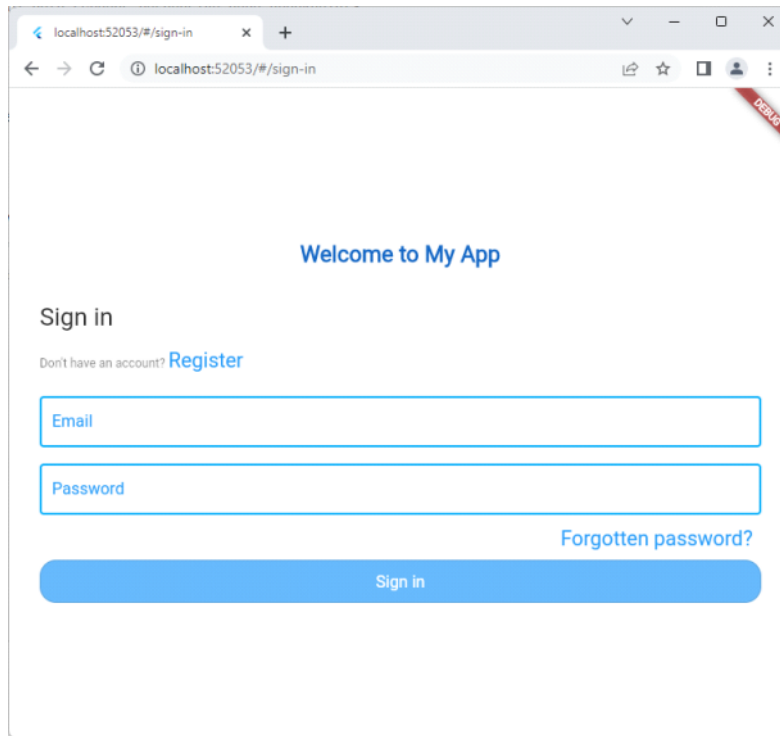 localhost:52053/#/sign-in
localhost:52053/#/sign-in
DEBUG
Welcome to My App
Sign in
Don't have an account? Register
Email
Password
Forgotten password?
Sign in